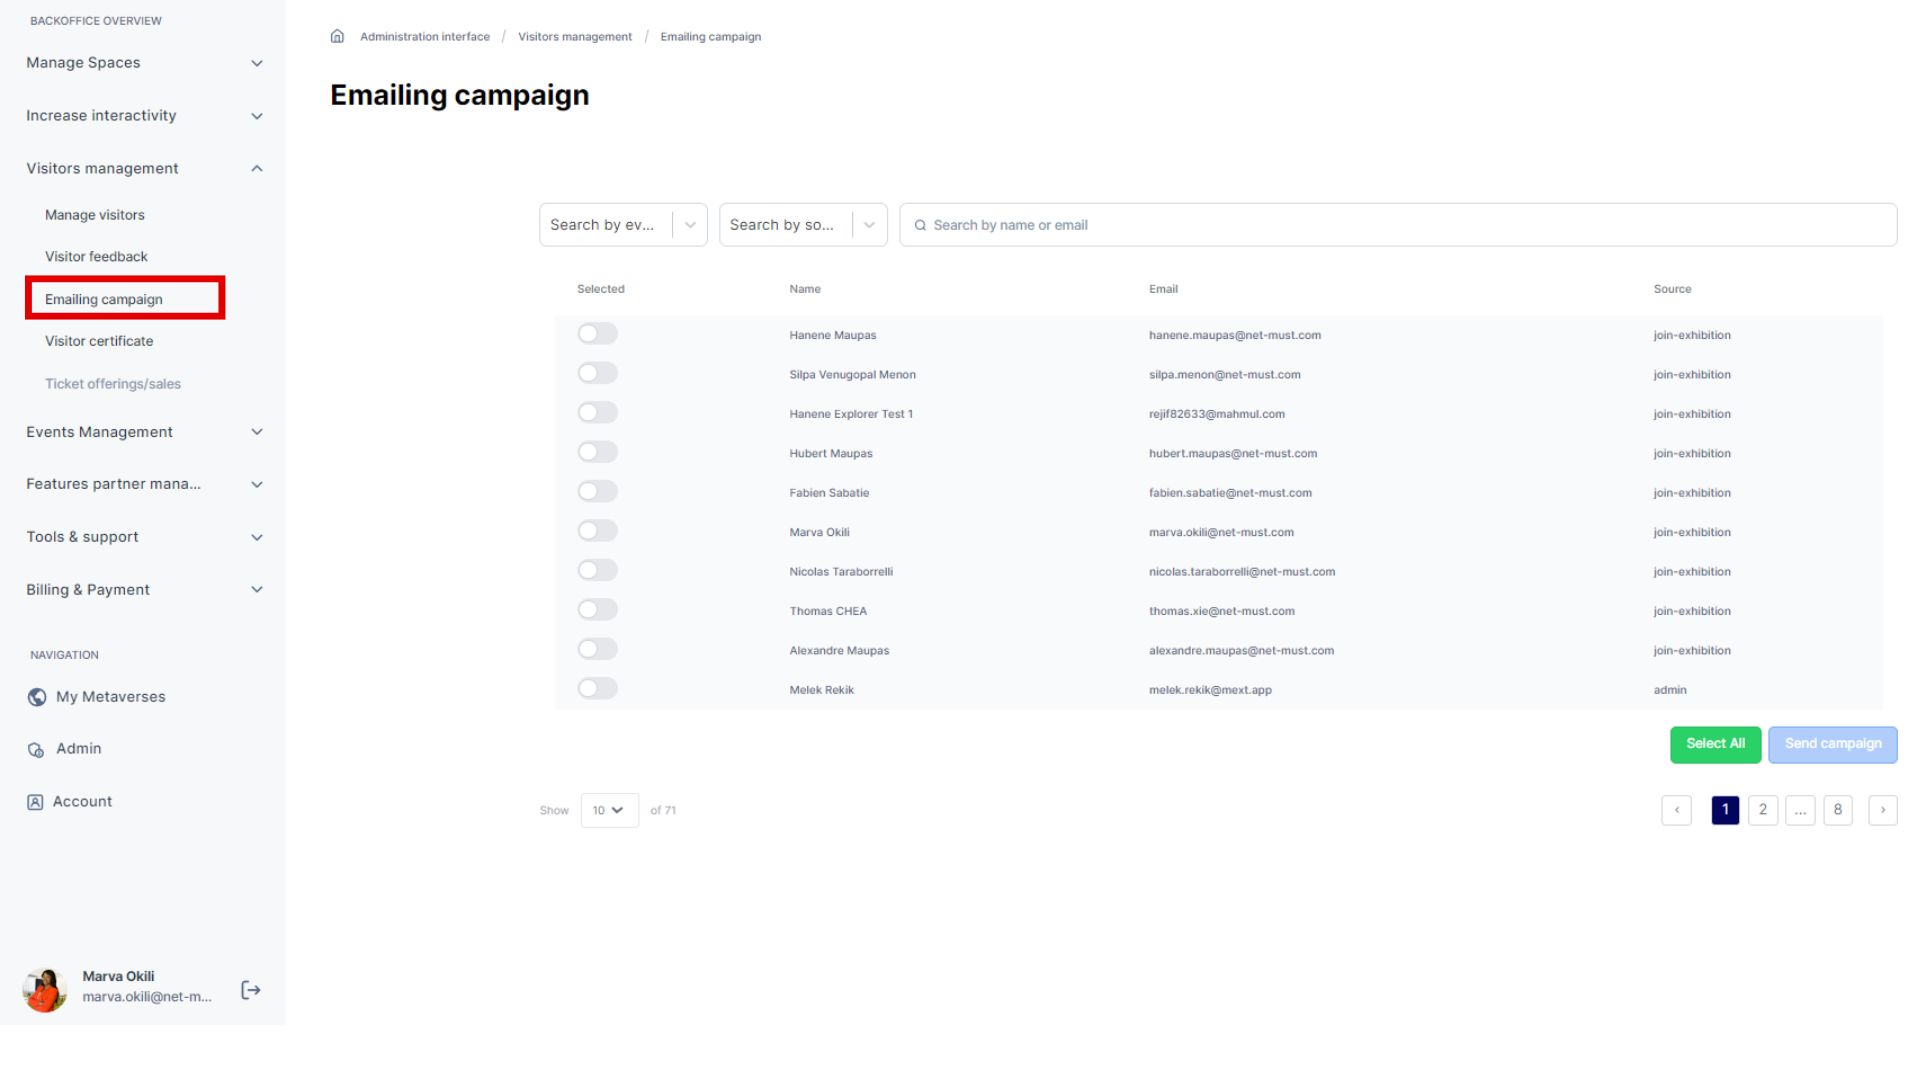 BACKOFFICE OVERVIEW
Manage Spaces
Increase interactivity
Visitors management
Manage visitors
Visitor feedback
Emailing campaign
Visitor certificate
Ticket offerings/sales
Events Management
Features partner mana...
Tools & support
Billing & Payment
NAVIGATION
My Metaverses
Admin
Account
Marva Okili
marva.okili@net-m...
Administration interface / Visitors management / Emailing campaign
Emailing campaign
Search by ev... Search by so... Search by name or email
Selected Name Email Source
Hanene Maupas hanene.maupas@net-must.com join-exhibition
Silpa Venugopal Menon silpa.menon@net-must.com join-exhibition
Hanene Explorer Test 1 rejif82633@mahmul.com join-exhibition
Hubert Maupas hubert.maupas@net-must.com join-exhibition
Fabien Sabatie fabien.sabatie@net-must.com join-exhibition
Marva Okili marva.okili@net-must.com join-exhibition
Nicolas Taraborrelli nicolas.taraborrelli@net-must.com join-exhibition
Thomas CHEA thomas.xie@net-must.com join-exhibition
Alexandre Maupas alexandre.maupas@net-must.com join-exhibition
Melek Rekik melek.rekik@mext.app admin
Select All Send campaign
Show 10 of 71 ‹ 1 2 ... 8 ›